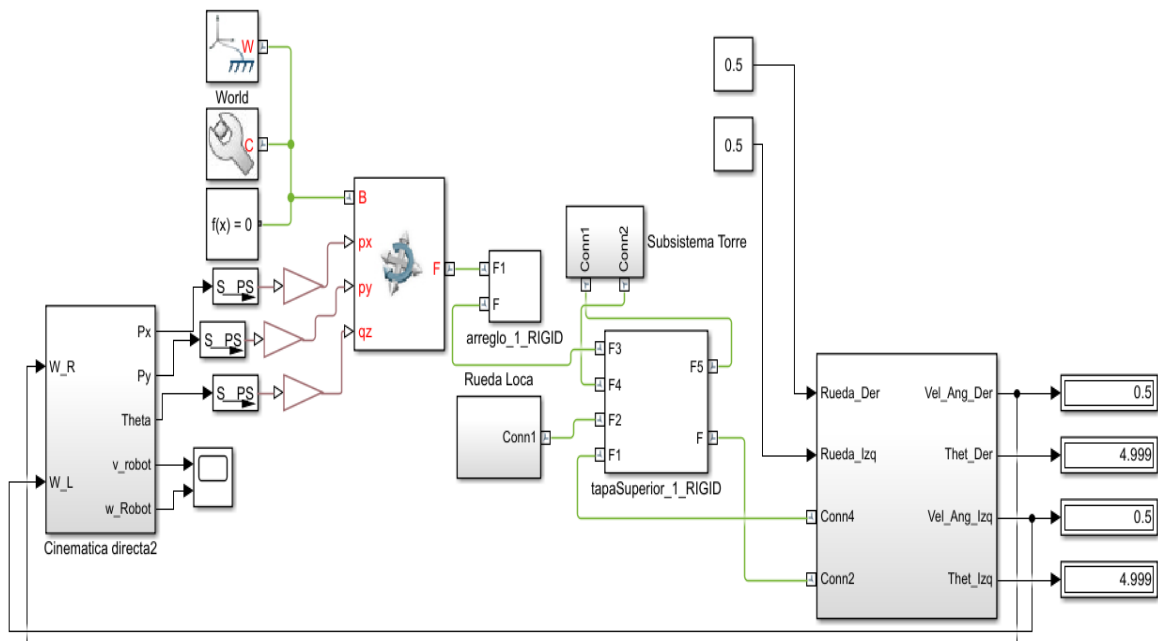 W
World
C
f(x) = 0
B
px
py
qz
F
S PS
S PS
S PS
W_R
W_L
Px
Py
Theta
v_robot
w_Robot
Cinematica directa2
F1
F
arreglo_1_RIGID
Conn1
Conn2
Subsistema Torre
Rueda Loca
Conn1
F3
F4
F2
F1
F5
F
tapaSuperior_1_RIGID
0.5
0.5
Rueda_Der
Rueda_Izq
Conn4
Conn2
Vel_Ang_Der
Thet_Der
Vel_Ang_Izq
Thet_Izq
0.5
4.999
0.5
4.999